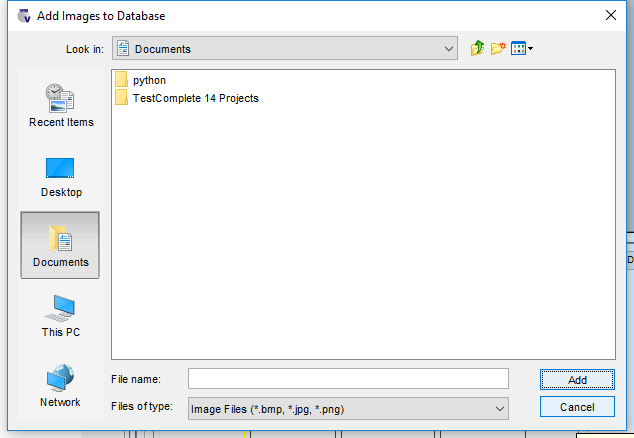 Add Images to Database
Look in: Documents
python
TestComplete 14 Projects
Recent Items
Desktop
Documents
This PC
Network
File name:
Add
Files of type: Image Files (*.bmp, *.jpg, *.png)
Cancel